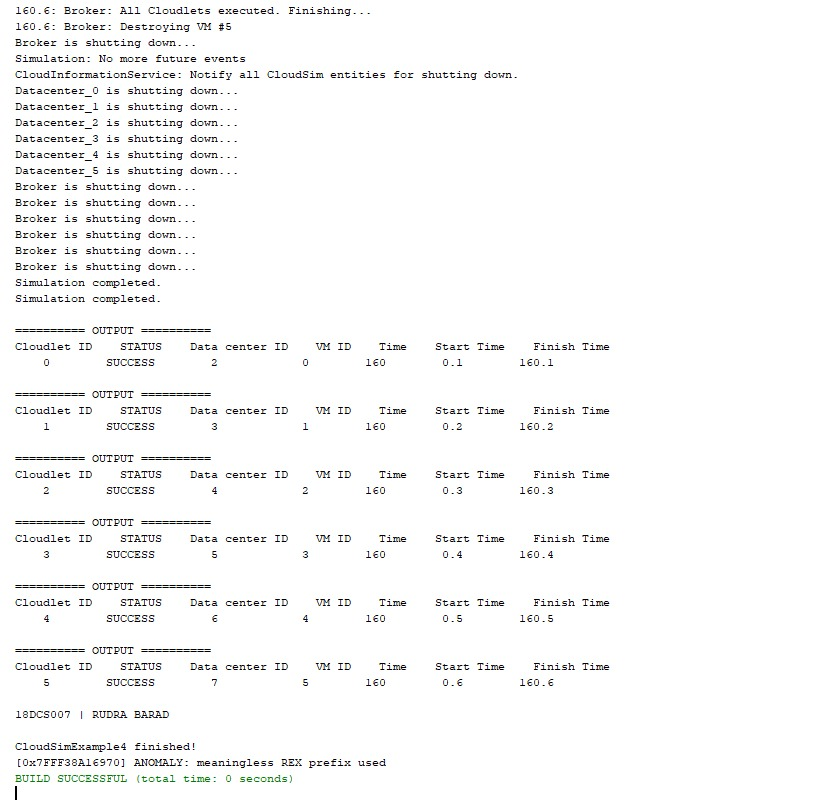 160.6: Broker: All Cloudlets executed. Finishing...
160.6: Broker: Destroying VM #5
Broker is shutting down...
Simulation: No more future events
CloudInformationService: Notify all CloudSim entities for shutting down.
Datacenter_0 is shutting down...
Datacenter_1 is shutting down...
Datacenter_2 is shutting down...
Datacenter_3 is shutting down...
Datacenter_4 is shutting down...
Datacenter_5 is shutting down...
Broker is shutting down...
Broker is shutting down...
Broker is shutting down...
Broker is shutting down...
Broker is shutting down...
Broker is shutting down...
Simulation completed.
Simulation completed.
========== OUTPUT ==========
Cloudlet ID    STATUS    Data center ID    VM ID    Time    Start Time    Finish Time
0    SUCCESS    2    0    160    0.1    160.1
========== OUTPUT ==========
Cloudlet ID    STATUS    Data center ID    VM ID    Time    Start Time    Finish Time
1    SUCCESS    3    1    160    0.2    160.2
========== OUTPUT ==========
Cloudlet ID    STATUS    Data center ID    VM ID    Time    Start Time    Finish Time
2    SUCCESS    4    2    160    0.3    160.3
========== OUTPUT ==========
Cloudlet ID    STATUS    Data center ID    VM ID    Time    Start Time    Finish Time
3    SUCCESS    5    3    160    0.4    160.4
========== OUTPUT ==========
Cloudlet ID    STATUS    Data center ID    VM ID    Time    Start Time    Finish Time
4    SUCCESS    6    4    160    0.5    160.5
========== OUTPUT ==========
Cloudlet ID    STATUS    Data center ID    VM ID    Time    Start Time    Finish Time
5    SUCCESS    7    5    160    0.6    160.6
18DCS007 | RUDRA BARAD
CloudSimExample4 finished!
[0x7FFF38A16970] ANOMALY: meaningless REX prefix used
BUILD SUCCESSFUL (total time: 0 seconds)